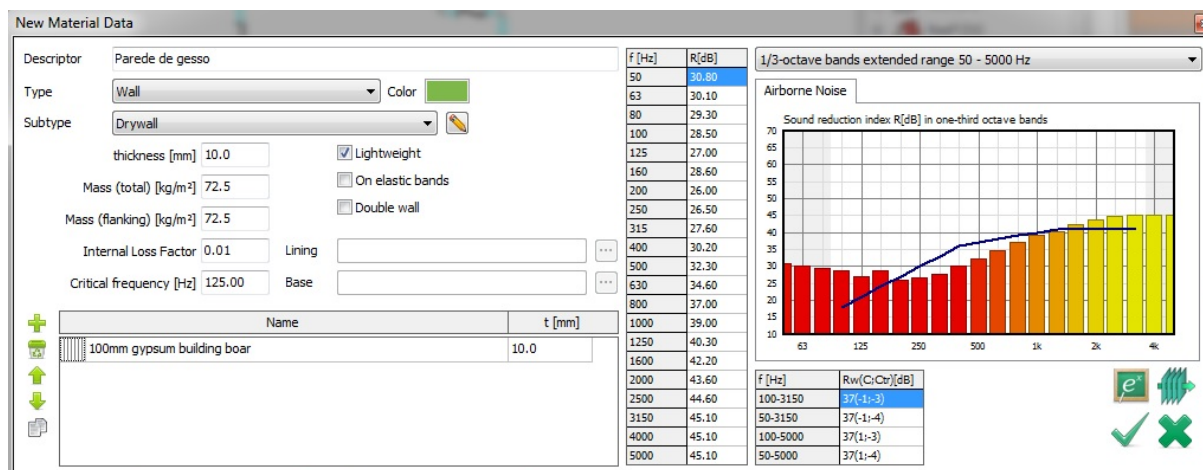 New Material Data
Descriptor Parede de gesso
Type Wall Color
Subtype Drywall
thickness [mm] 10.0 Lightweight
Mass (total) [kg/m²] 72.5 On elastic bands
Mass (flanking) [kg/m²] 72.5 Double wall
Internal Loss Factor 0.01 Lining ...
Critical frequency [Hz] 125.00 Base ...
Name t [mm]
100mm gypsum building boar 10.0
f [Hz] R[dB]
50 30.80
63 30.10
80 29.30
100 28.50
125 27.00
160 28.60
200 26.00
250 26.50
315 27.60
400 30.20
500 32.30
630 34.60
800 37.00
1000 39.00
1250 40.30
1600 42.20
2000 43.60
2500 44.60
3150 45.10
4000 45.10
5000 45.10
1/3-octave bands extended range 50 - 5000 Hz
Airborne Noise
Sound reduction index R[dB] in one-third octave bands
70
65
60
55
50
45
40
35
30
25
20
15
10
63 125 250 500 1k 2k 4k
f [Hz] Rw(C;Ctr)[dB]
100-3150 37(-1;-3)
50-3150 37(-1;-4)
100-5000 37(1;-3)
50-5000 37(1;-4)
eˣ